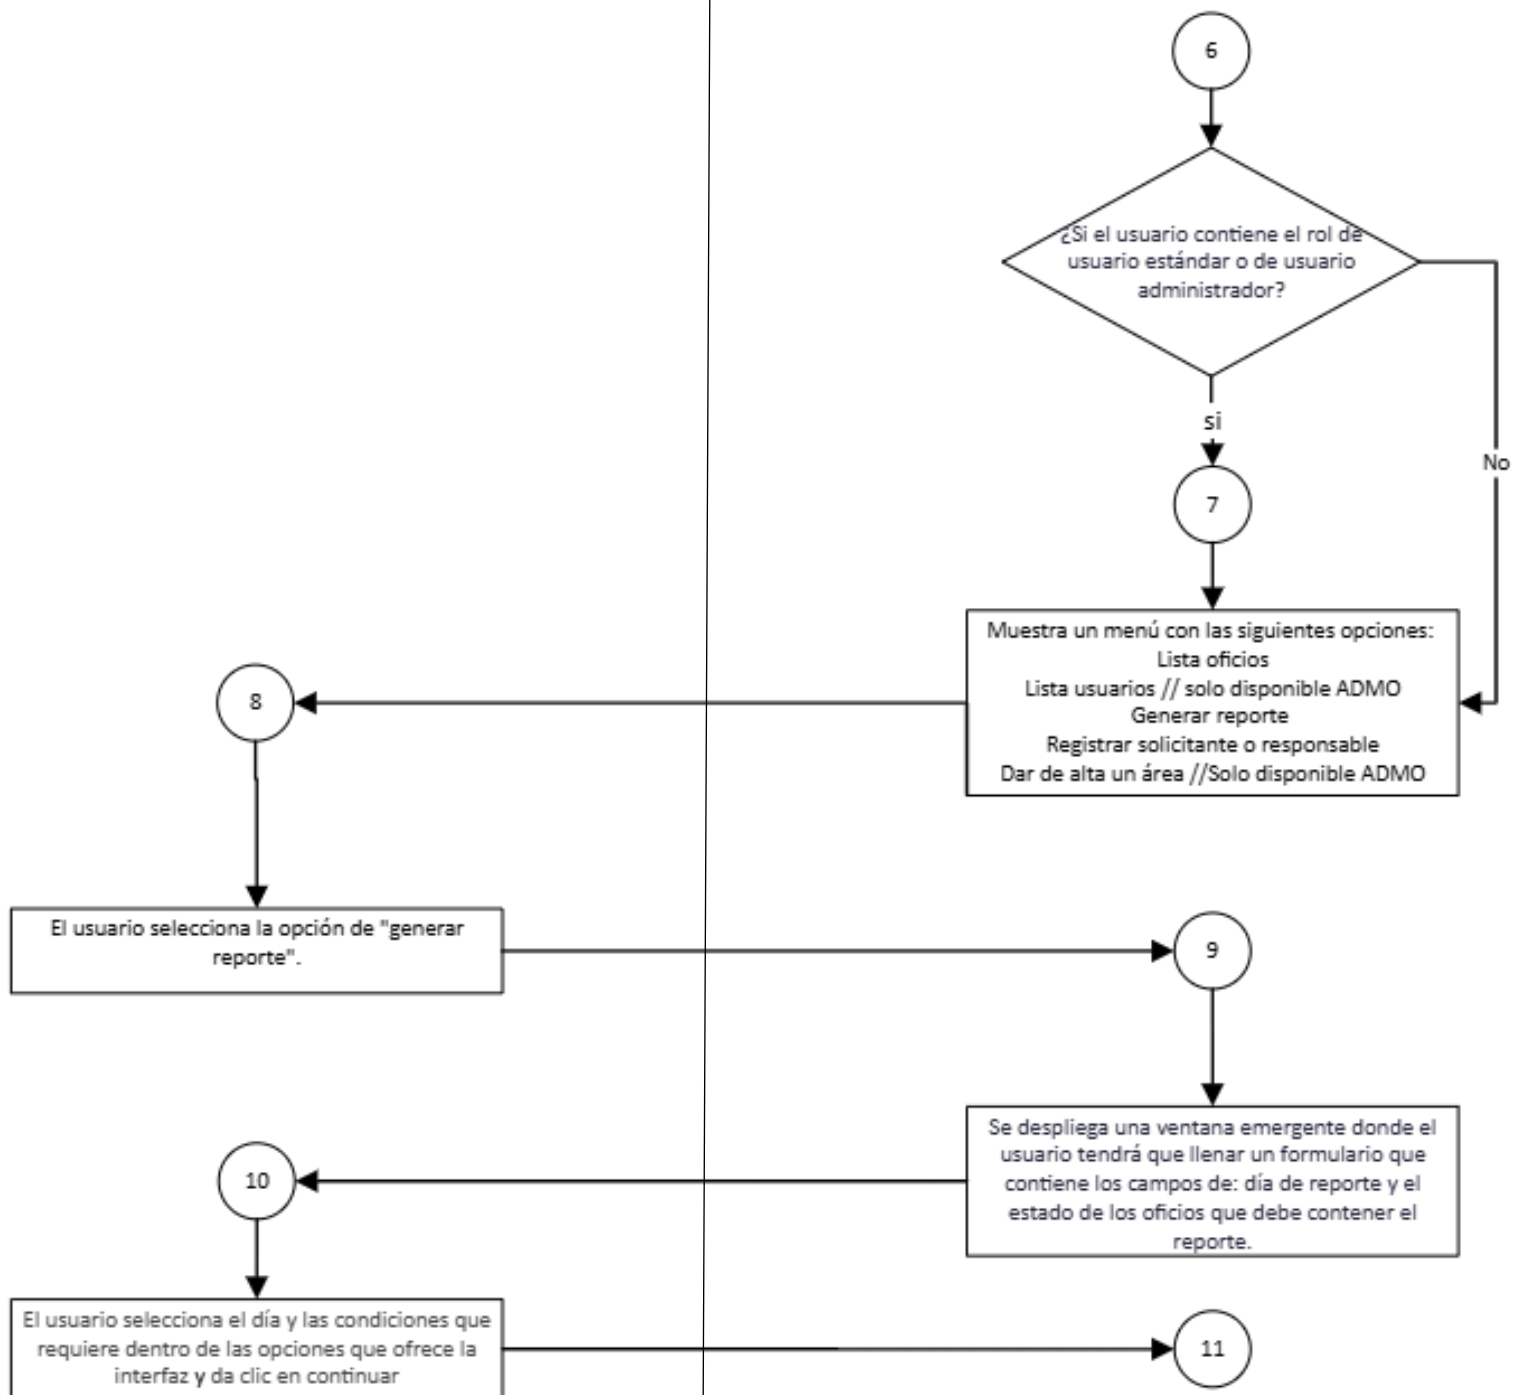 6
¿Si el usuario contiene el rol de
usuario estándar o de usuario
administrador?
si
No
7
Muestra un menú con las siguientes opciones:
Lista oficios
Lista usuarios // solo disponible ADMO
Generar reporte
Registrar solicitante o responsable
Dar de alta un área //Solo disponible ADMO
8
El usuario selecciona la opción de "generar
reporte".
9
Se despliega una ventana emergente donde el
usuario tendrá que llenar un formulario que
contiene los campos de: día de reporte y el
estado de los oficios que debe contener el
reporte.
10
El usuario selecciona el día y las condiciones que
requiere dentro de las opciones que ofrece la
interfaz y da clic en continuar
11